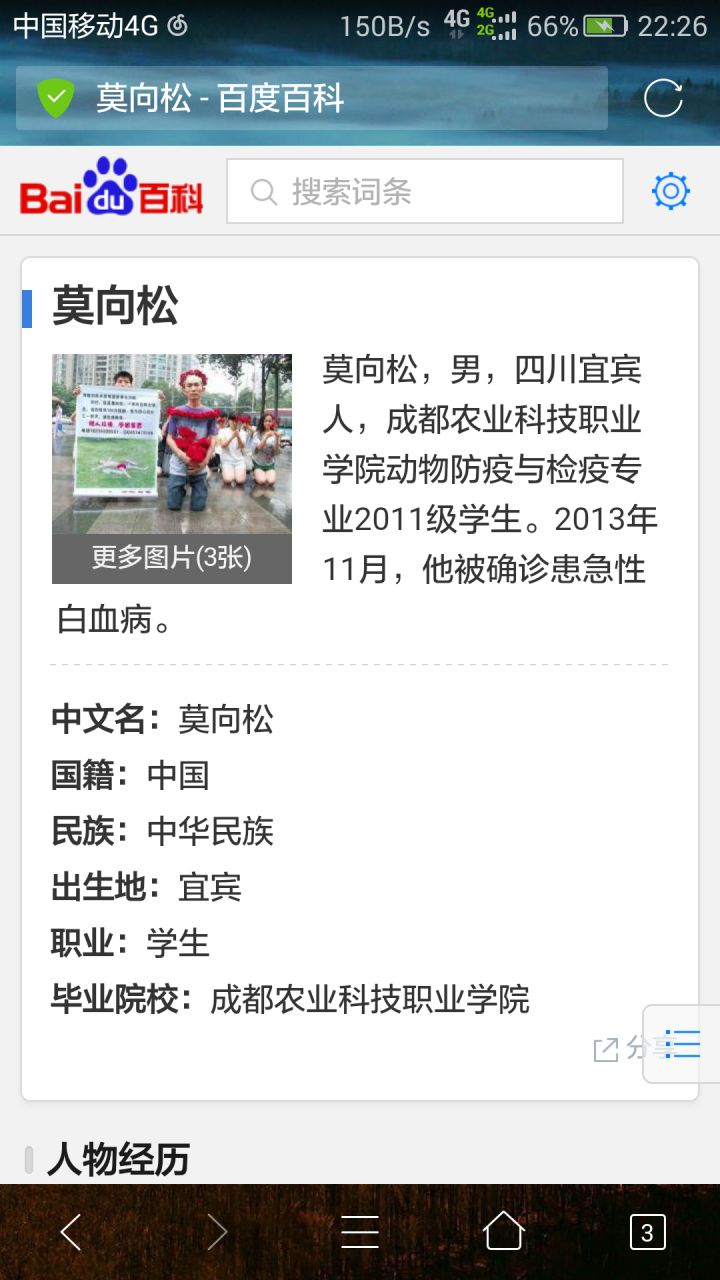 中国移动4G 150B/s 4G 4G 2G 66% 22:26
莫向松 - 百度百科
Bai du 百科 搜索词条
莫向松
莫向松，男，四川宜宾
人，成都农业科技职业
学院动物防疫与检疫专
业2011级学生。2013年
11月，他被确诊患急性
白血病。
更多图片(3张)
中文名：莫向松
国籍：中国
民族：中华民族
出生地：宜宾
职业：学生
毕业院校：成都农业科技职业学院
分享
人物经历
3